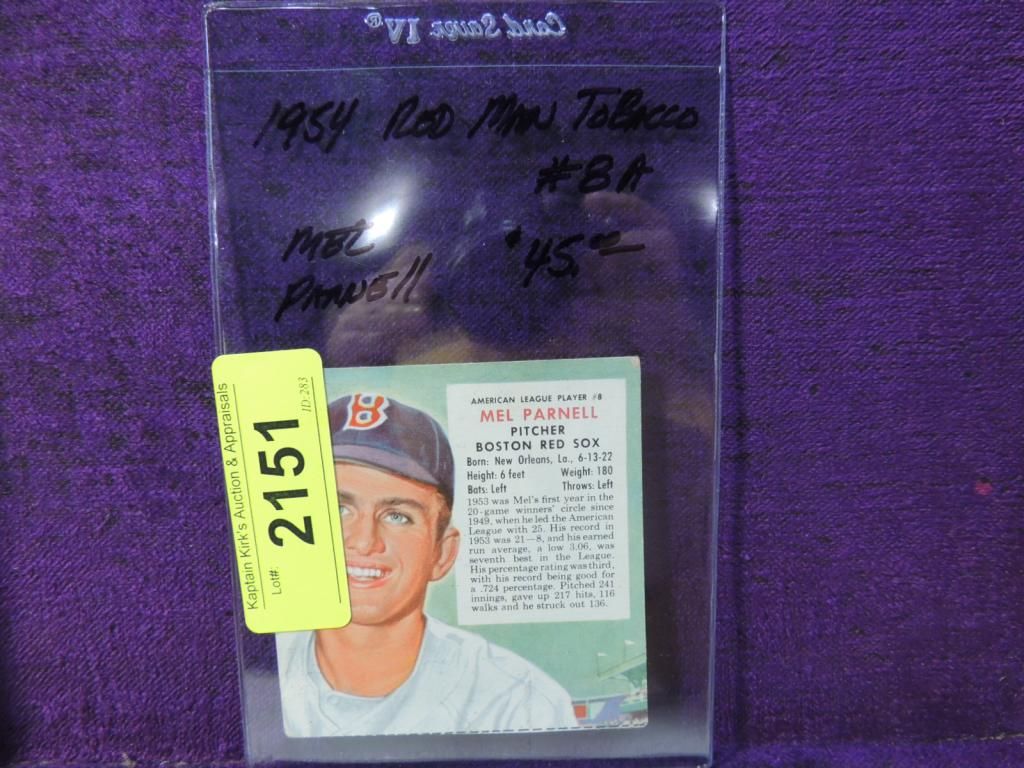 Card Saver IV®
1954 RED MAN TOBACCO
#8A
MEL
PARNELL
$45.00
Kaptain Kirk's Auction & Appraisals
Lot#: 2151
ID:283
B
AMERICAN LEAGUE PLAYER #8
MEL PARNELL
PITCHER
BOSTON RED SOX
Born: New Orleans, La., 6-13-22
Height: 6 feet Weight: 180
Bats: Left Throws: Left
1953 was Mel's first year in the
20-game winners' circle since
1949, when he led the American
League with 25. His record in
1953 was 21—8, and his earned
run average, a low 3.06, was
seventh best in the League.
His percentage rating was third,
with his record being good for
a .724 percentage. Pitched 241
innings, gave up 217 hits, 116
walks and he struck out 136.